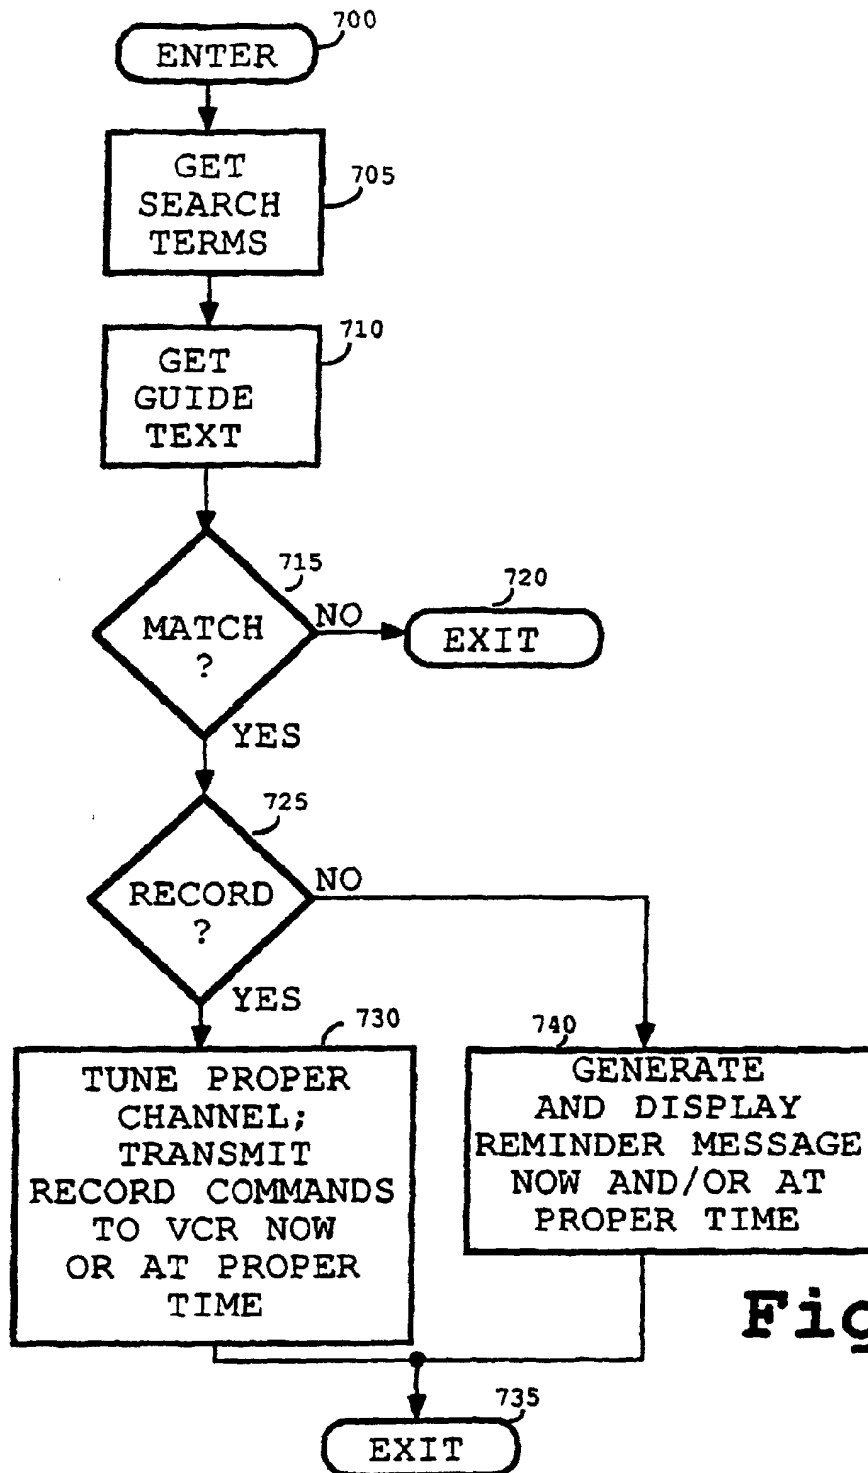 700
ENTER
GET
SEARCH
TERMS
705
GET
GUIDE
TEXT
710
MATCH
?
715
NO
720
EXIT
YES
RECORD
?
725
NO
YES
730
TUNE PROPER
CHANNEL;
TRANSMIT
RECORD COMMANDS
TO VCR NOW
OR AT PROPER
TIME
740
GENERATE
AND DISPLAY
REMINDER MESSAGE
NOW AND/OR AT
PROPER TIME
Fig
735
EXIT